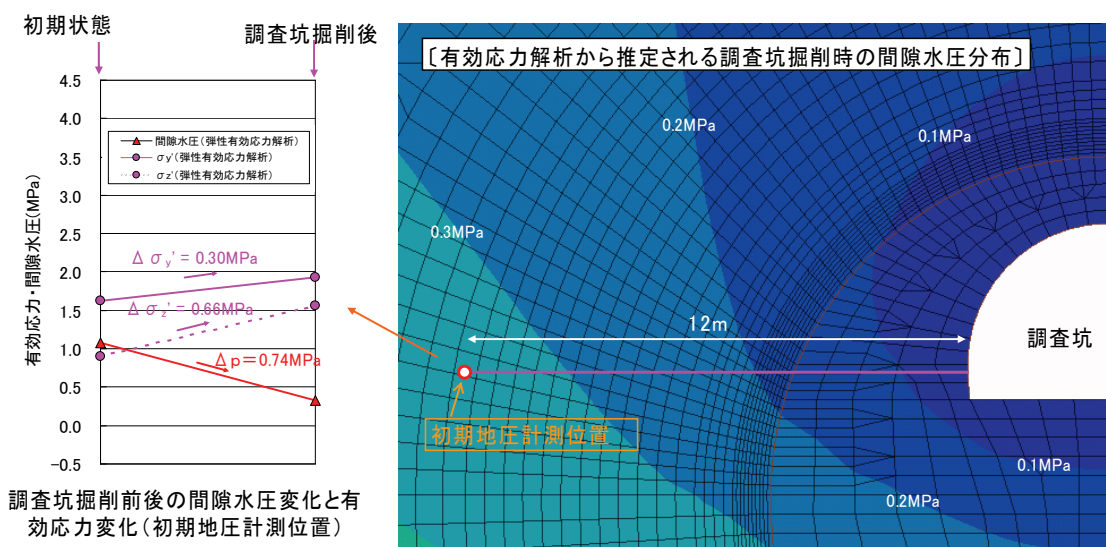 初期状態
調査坑掘削後
4.5
4.0
3.5
3.0
2.5
2.0
1.5
1.0
0.5
0.0
−0.5
有効応力・間隙水圧(MPa)
間隙水圧(弾性有効応力解析)
σy'(弾性有効応力解析)
σz'(弾性有効応力解析)
Δσy'= 0.30MPa
Δσz'= 0.66MPa
Δp=0.74MPa
調査坑掘削前後の間隙水圧変化と有
効応力変化(初期地圧計測位置)
〔有効応力解析から推定される調査坑掘削時の間隙水圧分布〕
0.2MPa
0.1MPa
0.3MPa
12m
調査坑
初期地圧計測位置
0.1MPa
0.2MPa